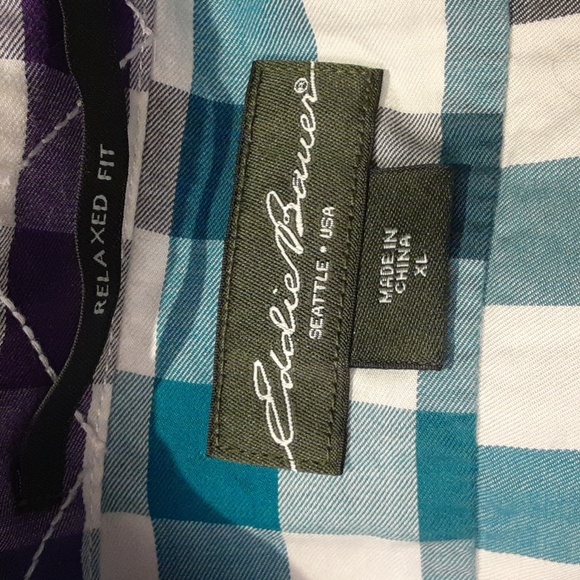 RELAXED FIT
Eddie Bauer®
SEATTLE • USA
MADE IN
CHINA
XL